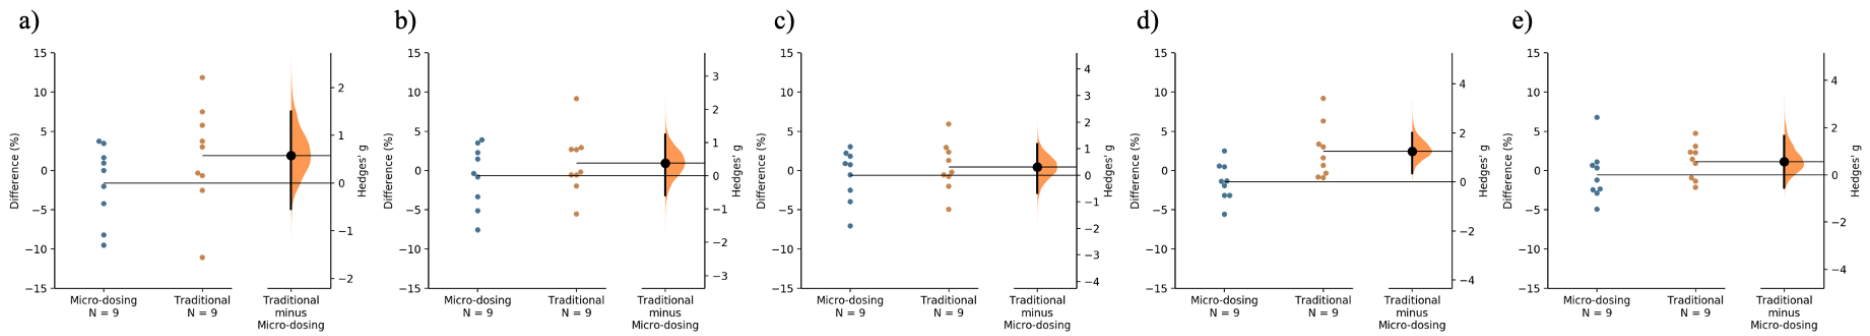 a)
15
10
5
0
−5
−10
−15
Difference (%)
2
1
0
−1
−2
Hedges' g
Micro-dosing
N = 9
Traditional
N = 9
Traditional
minus
Micro-dosing
b)
15
10
5
0
−5
−10
−15
Difference (%)
3
2
1
0
−1
−2
−3
Hedges' g
Micro-dosing
N = 9
Traditional
N = 9
Traditional
minus
Micro-dosing
c)
15
10
5
0
−5
−10
−15
Difference (%)
4
3
2
1
0
−1
−2
−3
−4
Hedges' g
Micro-dosing
N = 9
Traditional
N = 9
Traditional
minus
Micro-dosing
d)
15
10
5
0
−5
−10
−15
Difference (%)
4
2
0
−2
−4
Hedges' g
Micro-dosing
N = 9
Traditional
N = 9
Traditional
minus
Micro-dosing
e)
15
10
5
0
−5
−10
−15
Difference (%)
4
2
0
−2
−4
Hedges' g
Micro-dosing
N = 9
Traditional
N = 9
Traditional
minus
Micro-dosing